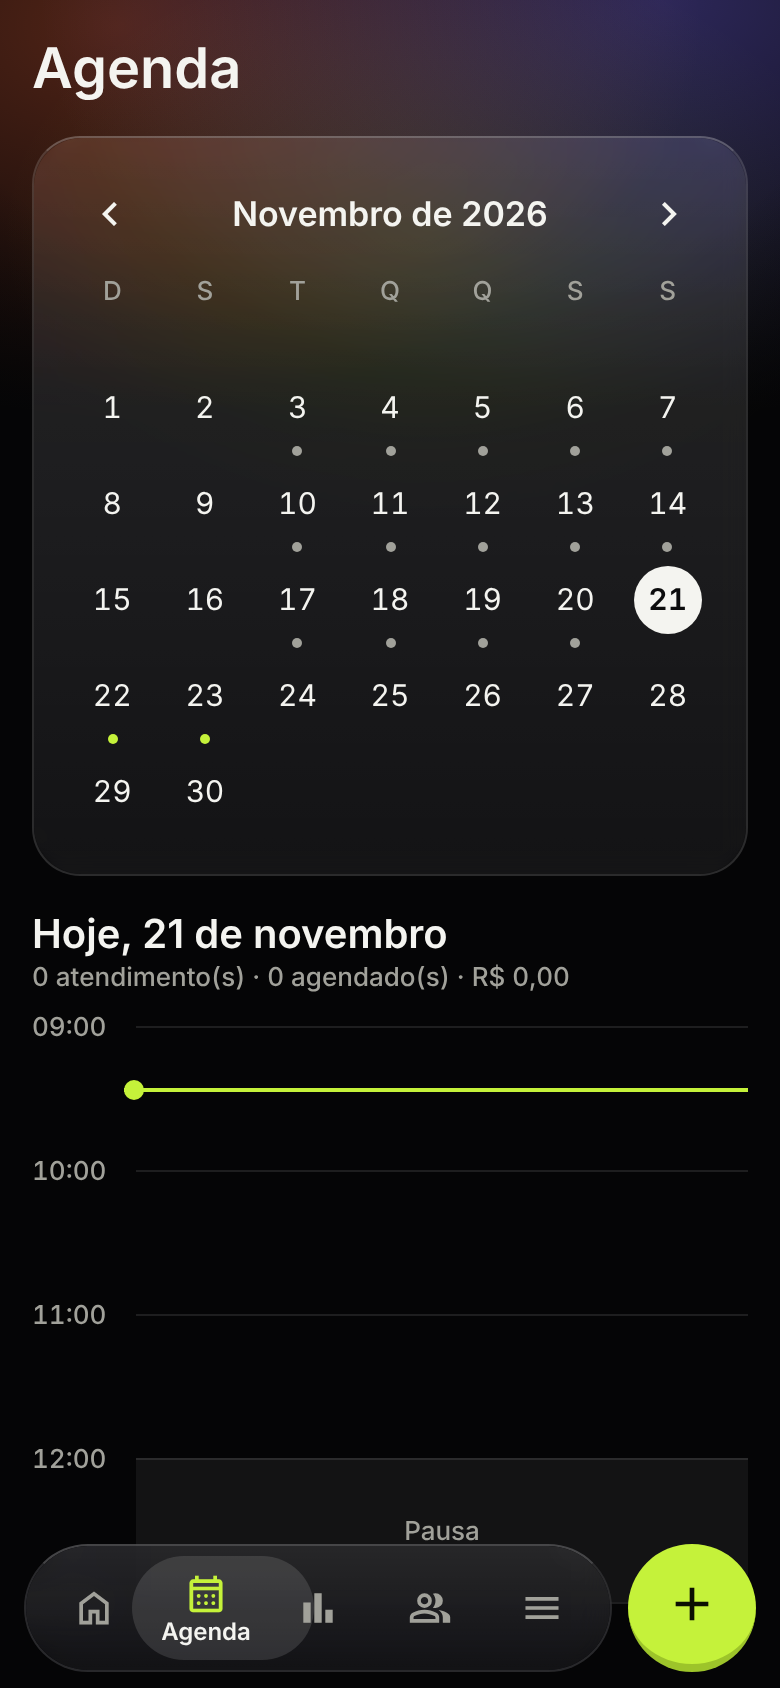 Agenda
Novembro de 2026
D S T Q Q S S
1 2 3 4 5 6 7
8 9 10 11 12 13 14
15 16 17 18 19 20 21
22 23 24 25 26 27 28
29 30
Hoje, 21 de novembro
0 atendimento(s) · 0 agendado(s) · R$ 0,00
09:00
10:00
11:00
12:00
Pausa
Agenda